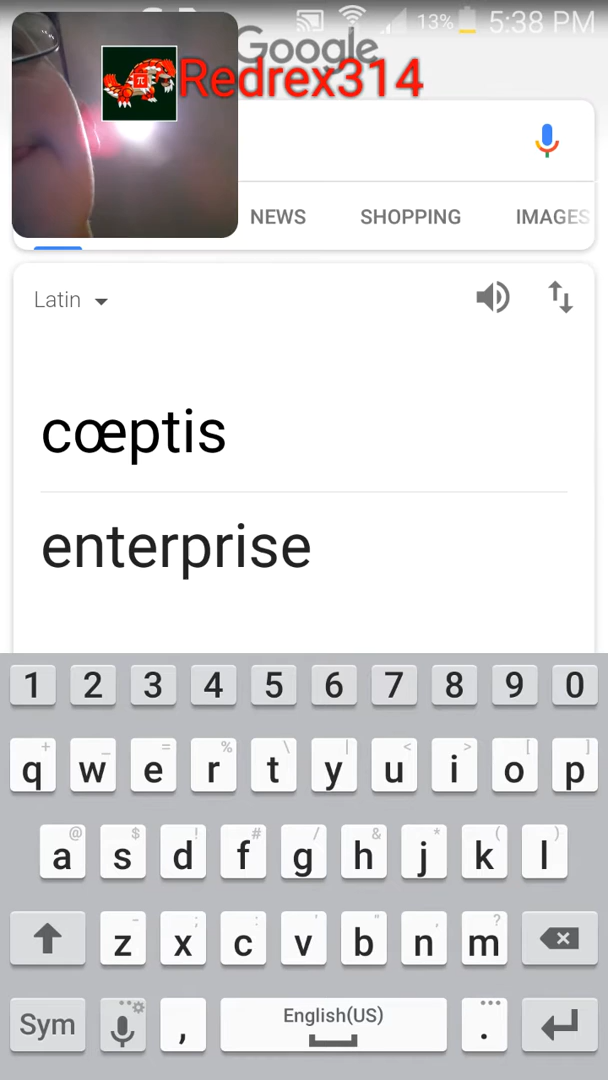 13% 5:38 PM
Google
π
Redrex314
NEWS SHOPPING IMAGES
Latin
cœptis
enterprise
1 2 3 4 5 6 7 8 9 0
+ _ = % \ | < > [ ]
q w e r t y u i o p
@ $ ! # / & * ( )
a s d f g h j k l
- ; : ' " , ?
z x c v b n m
Sym , English(US) .